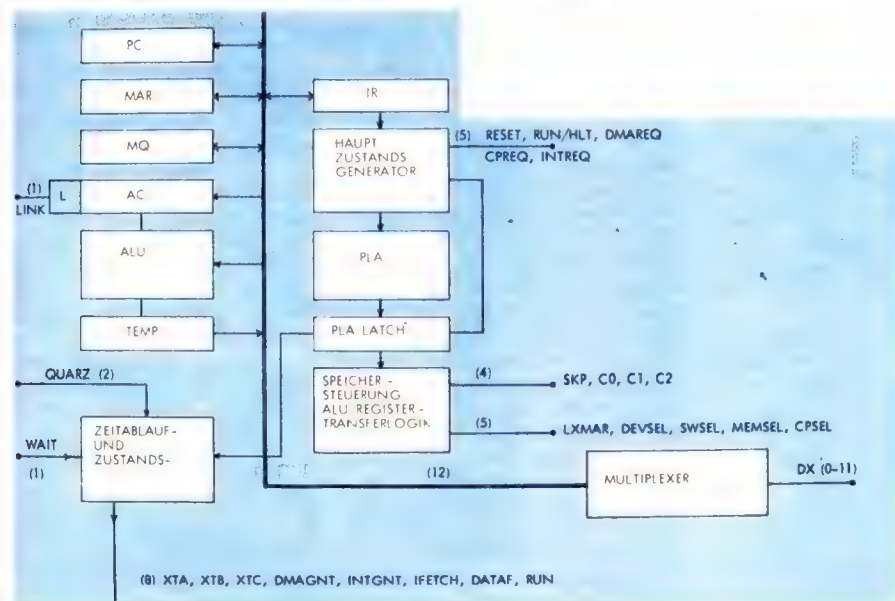 PC
MAR
MQ
(1)
LINK
L
AC
ALU
TEMP
QUARZ (2)
WAIT
(1)
ZEITABLAUF-
UND
ZUSTANDS-
IR
HAUPT
ZUSTANDS
GENERATOR
(5) RESET, RUN/HLT, DMAREQ
CPREQ, INTREQ
PLA
PLA LATCH
SPEICHER -
STEUERUNG
ALU REGISTER -
TRANSFERLOGIK
(4)
SKP, C0, C1, C2
(5)
LXMAR, DEVSEL, SWSEL, MEMSEL, CPSEL
(12)
MULTIPLEXER
DX (0-11)
(8) XTA, XTB, XTC, DMAGNT, INTGNT, IFETCH, DATAF, RUN